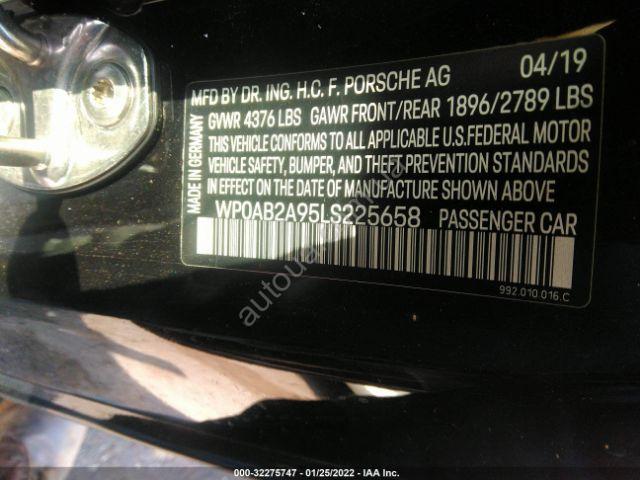 MFD BY DR. ING. H.C. F. PORSCHE AG 04/19
GVWR 4376 LBS GAWR FRONT/REAR 1896/2789 LBS
THIS VEHICLE CONFORMS TO ALL APPLICABLE U.S.FEDERAL MOTOR
VEHICLE SAFETY, BUMPER, AND THEFT PREVENTION STANDARDS
IN EFFECT ON THE DATE OF MANUFACTURE SHOWN ABOVE
WP0AB2A95LS225658 PASSENGER CAR
MADE IN GERMANY
992.010 016.C
000-32275747 - 01/25/2022 - IAA Inc.